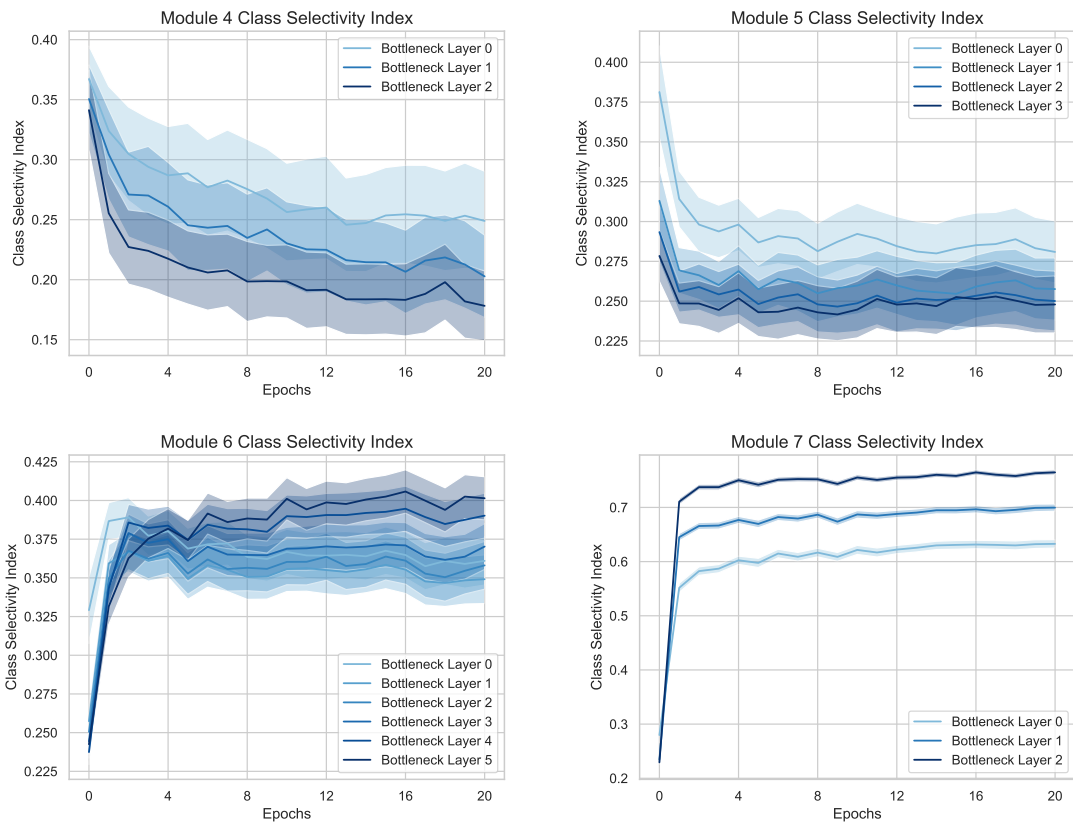 Module 4 Class Selectivity Index
Class Selectivity Index
0.40
0.35
0.30
0.25
0.20
0.15
Bottleneck Layer 0
Bottleneck Layer 1
Bottleneck Layer 2
0 4 8 12 16 20
Epochs
Module 5 Class Selectivity Index
Class Selectivity Index
0.400
0.375
0.350
0.325
0.300
0.275
0.250
0.225
Bottleneck Layer 0
Bottleneck Layer 1
Bottleneck Layer 2
Bottleneck Layer 3
0 4 8 12 16 20
Epochs
Module 6 Class Selectivity Index
Class Selectivity Index
0.425
0.400
0.375
0.350
0.325
0.300
0.275
0.250
0.225
Bottleneck Layer 0
Bottleneck Layer 1
Bottleneck Layer 2
Bottleneck Layer 3
Bottleneck Layer 4
Bottleneck Layer 5
0 4 8 12 16 20
Epochs
Module 7 Class Selectivity Index
Class Selectivity Index
0.7
0.6
0.5
0.4
0.3
0.2
Bottleneck Layer 0
Bottleneck Layer 1
Bottleneck Layer 2
0 4 8 12 16 20
Epochs